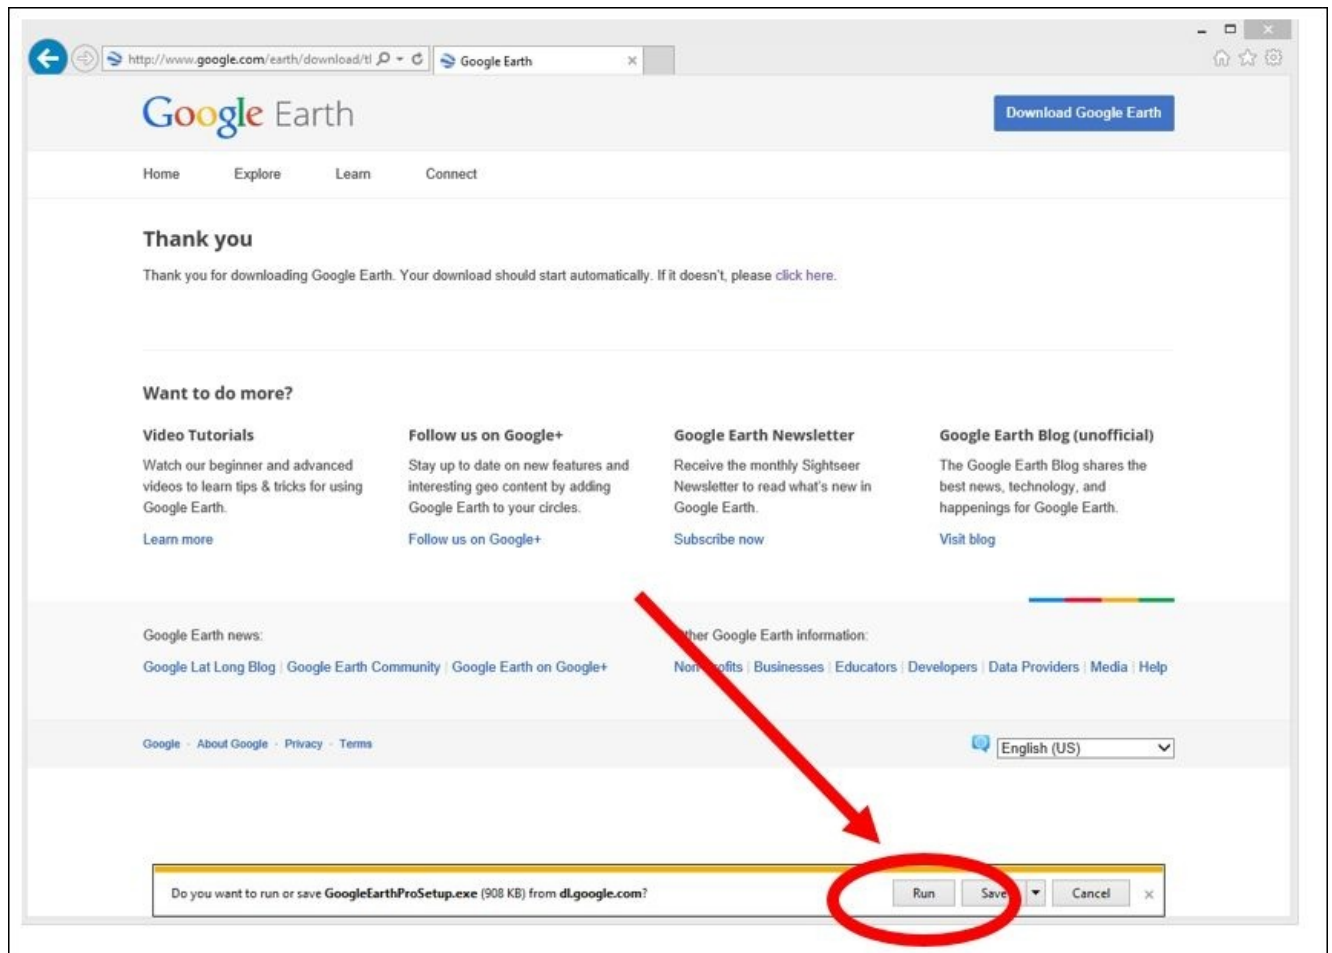 http://www.google.com/earth/download/tl
Google Earth
Google Earth
Download Google Earth
Home Explore Learn Connect
Thank you
Thank you for downloading Google Earth. Your download should start automatically. If it doesn't, please click here.
Want to do more?
Video Tutorials
Watch our beginner and advanced
videos to learn tips & tricks for using
Google Earth.
Learn more
Follow us on Google+
Stay up to date on new features and
interesting geo content by adding
Google Earth to your circles.
Follow us on Google+
Google Earth Newsletter
Receive the monthly Sightseer
Newsletter to read what's new in
Google Earth.
Subscribe now
Google Earth Blog (unofficial)
The Google Earth Blog shares the
best news, technology, and
happenings for Google Earth.
Visit blog
Google Earth news:
Google Lat Long Blog | Google Earth Community | Google Earth on Google+
Other Google Earth information:
Non-Profits | Businesses | Educators | Developers | Data Providers | Media | Help
Google - About Google - Privacy - Terms
English (US)
Do you want to run or save GoogleEarthProSetup.exe (908 KB) from dl.google.com?
Run Save Cancel